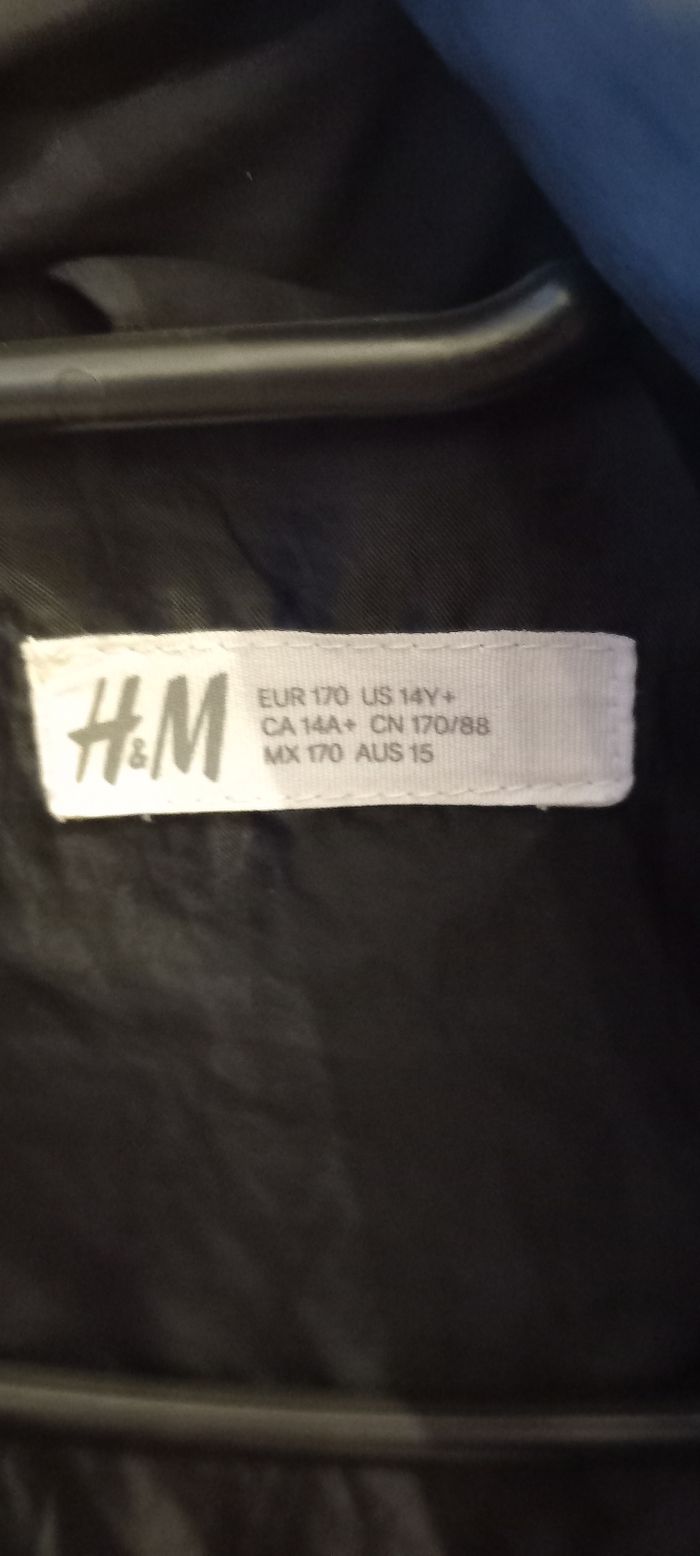 H&M
EUR 170 US 14Y+
CA 14A+ CN 170/88
MX 170 AUS 15